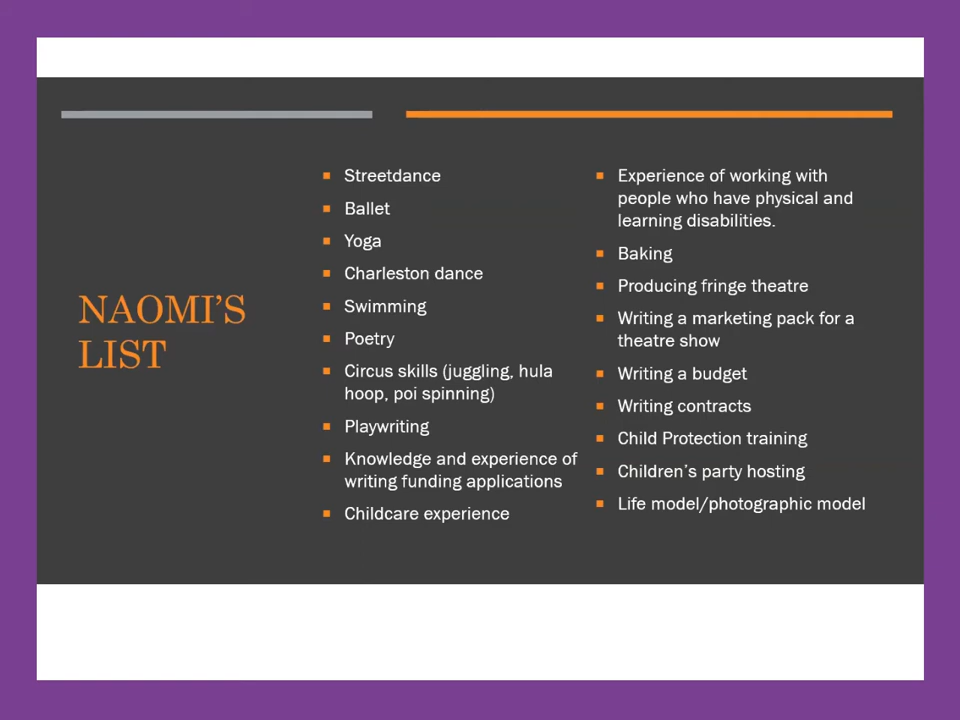 NAOMI'S
LIST
Streetdance
Ballet
Yoga
Charleston dance
Swimming
Poetry
Circus skills (juggling, hula
hoop, poi spinning)
Playwriting
Knowledge and experience of
writing funding applications
Childcare experience
Experience of working with
people who have physical and
learning disabilities.
Baking
Producing fringe theatre
Writing a marketing pack for a
theatre show
Writing a budget
Writing contracts
Child Protection training
Children's party hosting
Life model/photographic model